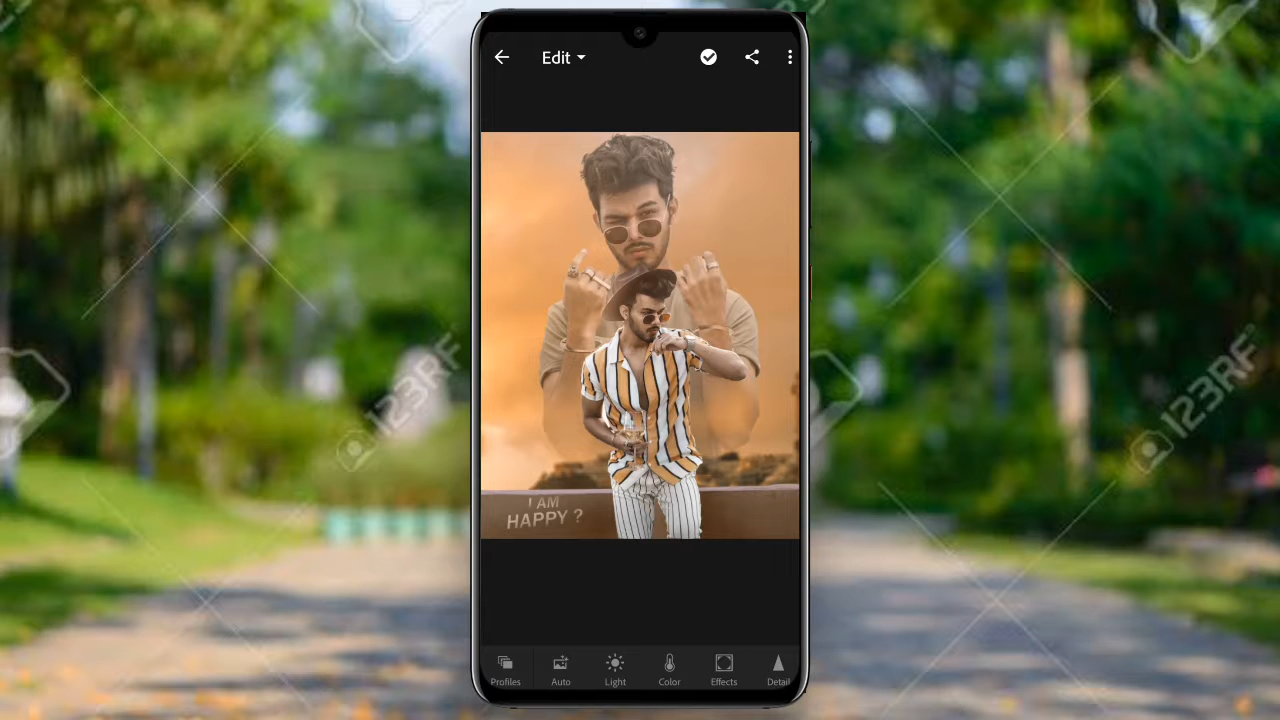 Edit
I AM
HAPPY ?
123RF
123RF
Profiles
Auto
Light
Color
Effects
Detail